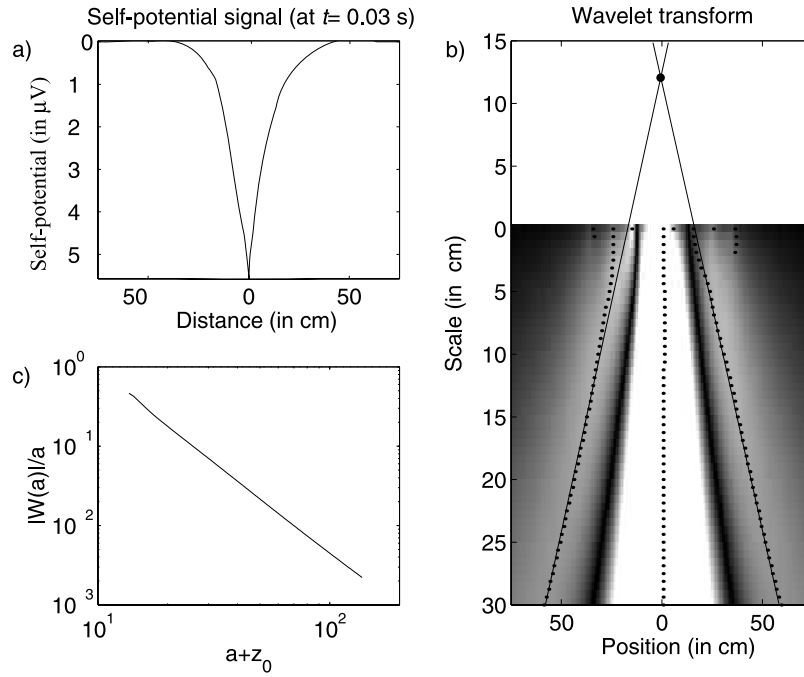 Self-potential signal (at t= 0.03 s)
a)
0
1
2
3
4
5
Self-potential (in μV)
50
0
50
Distance (in cm)
c)
10^0
10^1
10^2
10^3
|W(a)|/a
10^1
10^2
a+z_0
Wavelet transform
b)
15
10
5
0
5
10
15
20
25
30
Scale (in cm)
50
0
50
Position (in cm)